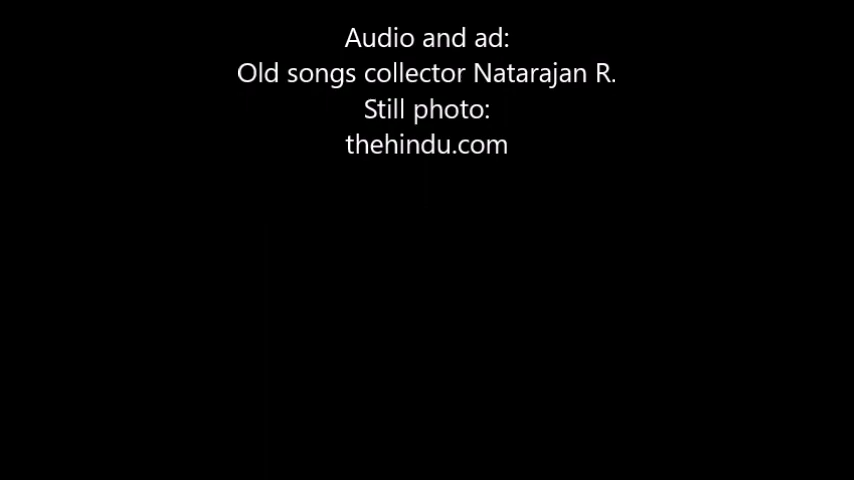 Audio and ad:
Old songs collector Natarajan R.
Still photo:
thehindu.com